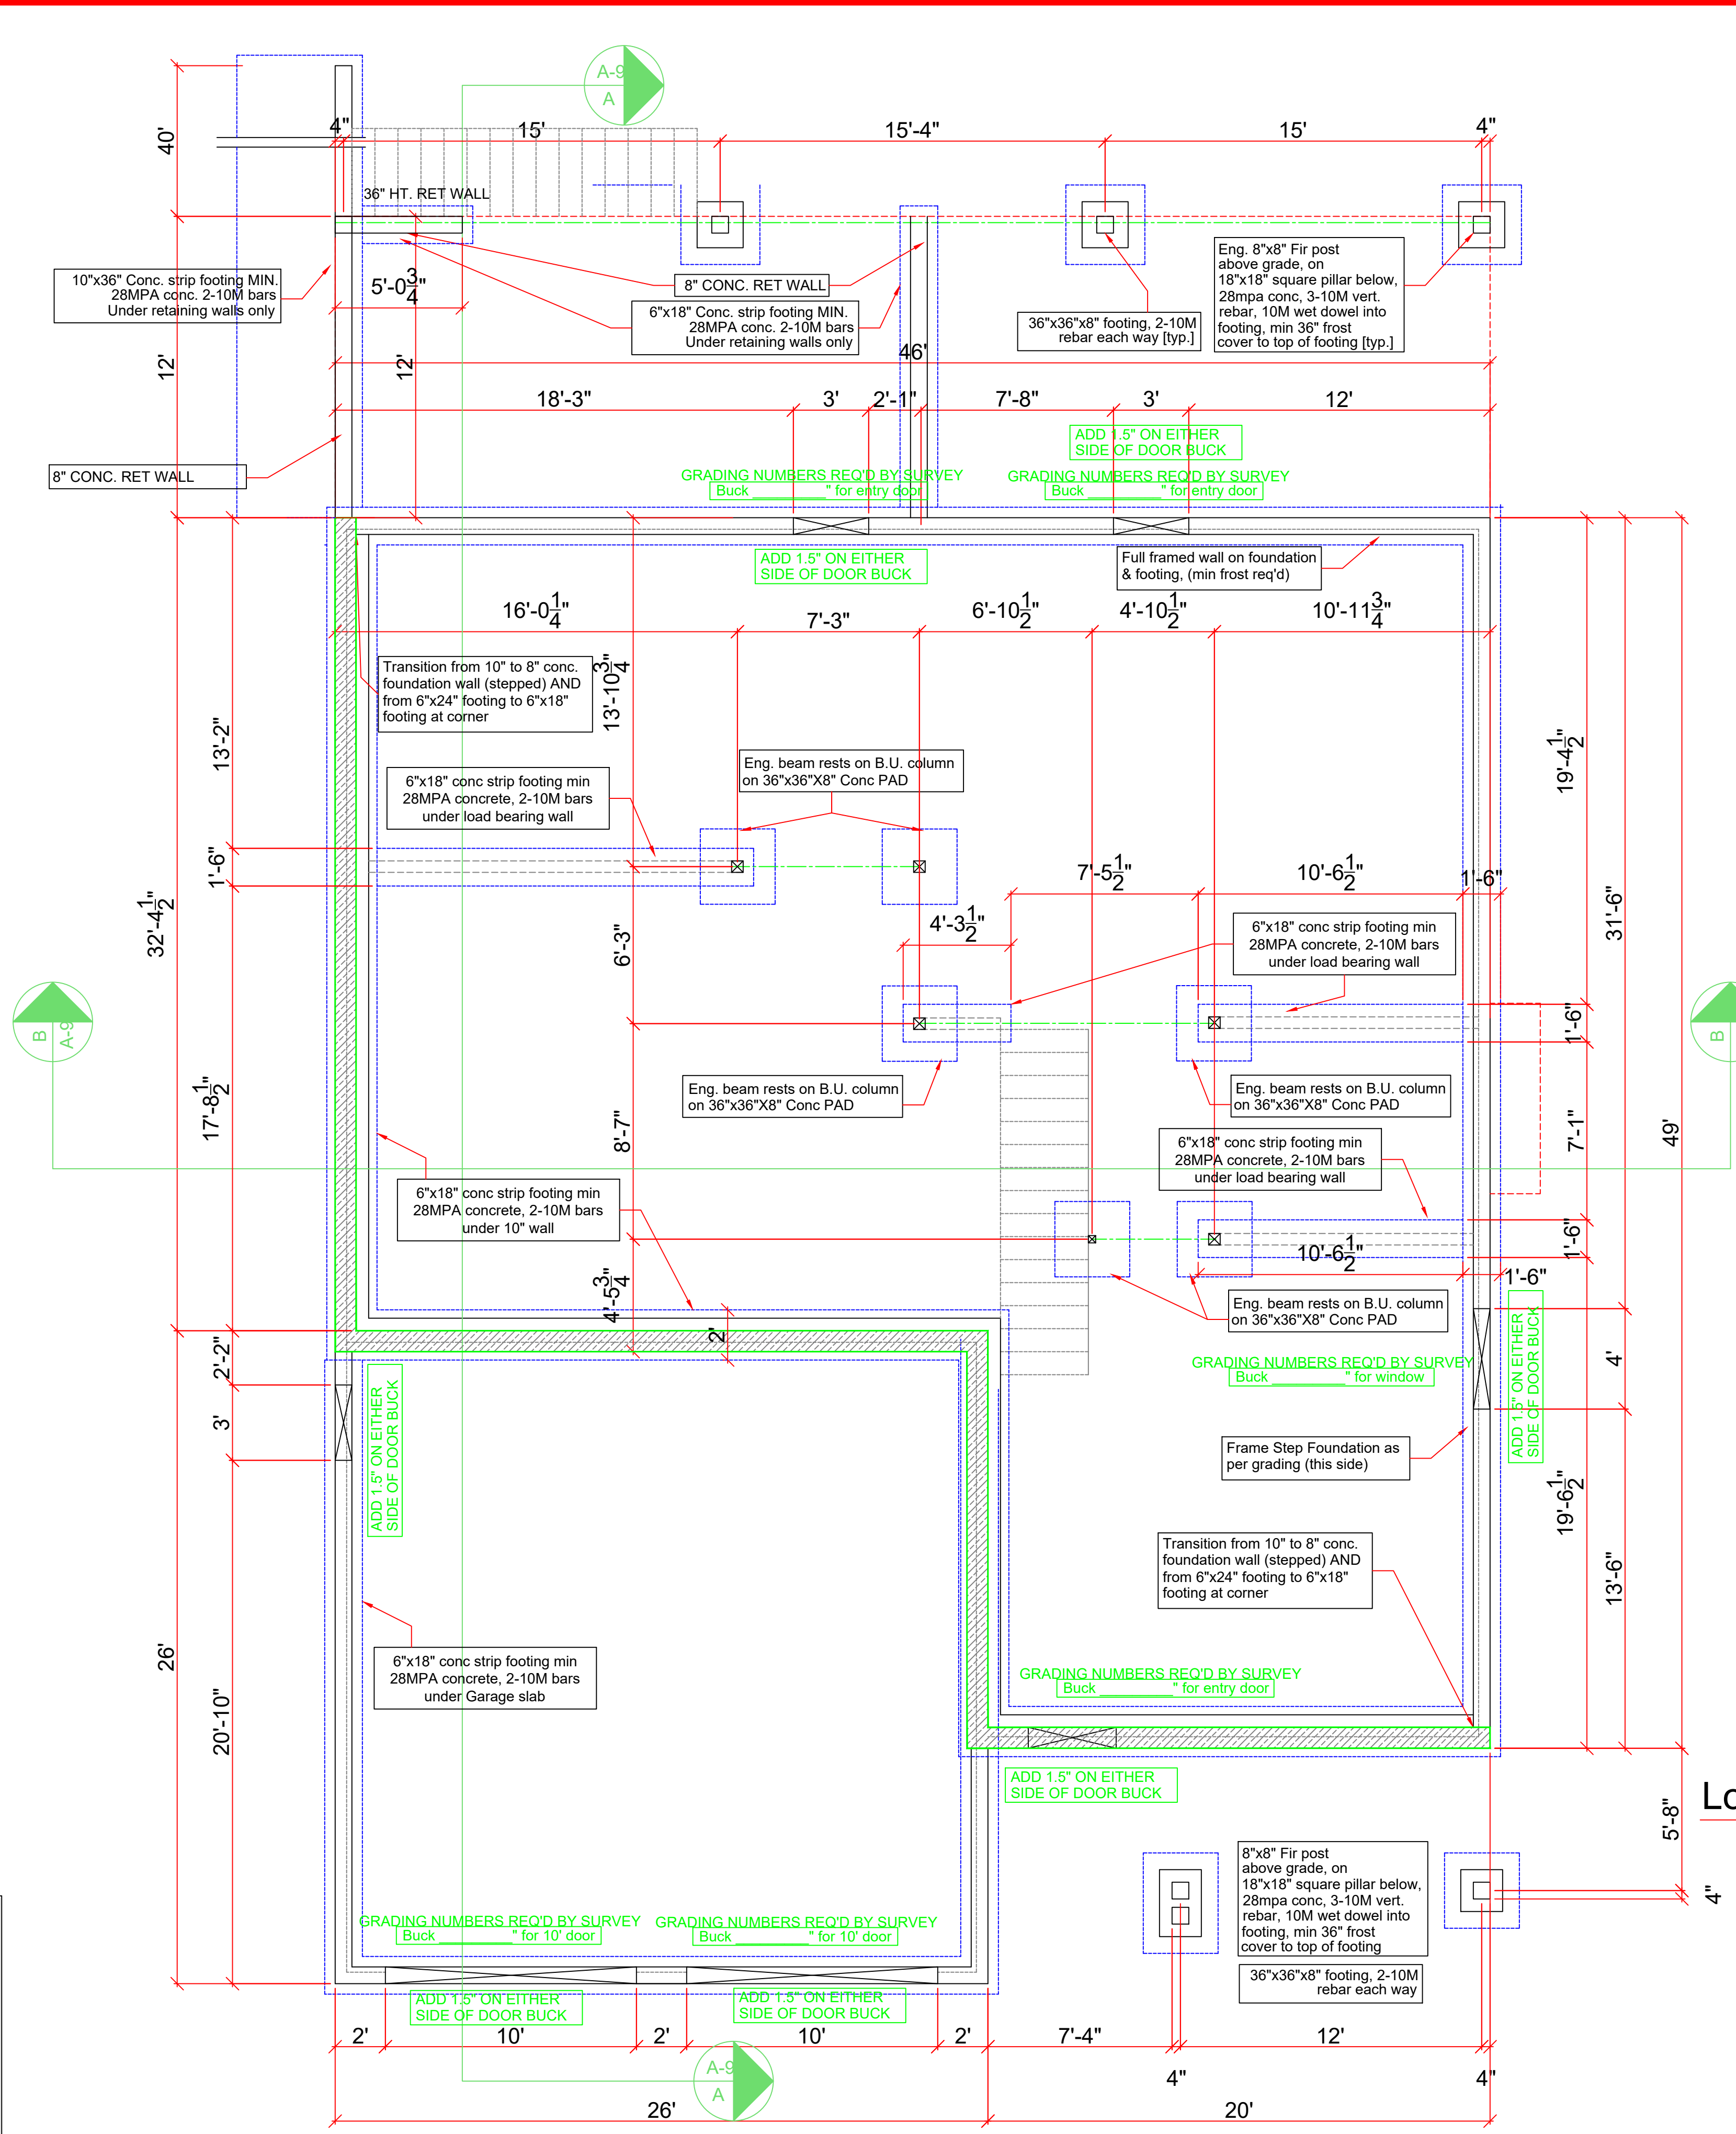 A-9
A
40'
4"
15'
15'-4"
15'
4"
36" HT. RET WALL
10"x36" Conc. strip footing MIN.
28MPA conc. 2-10M bars
Under retaining walls only
5'-0 3/4"
8" CONC. RET WALL
6"x18" Conc. strip footing MIN.
28MPA conc. 2-10M bars
Under retaining walls only
36"x36"x8" footing, 2-10M
rebar each way [typ.]
Eng. 8"x8" Fir post
above grade, on
18"x18" square pillar below,
28mpa conc, 3-10M vert.
rebar, 10M wet dowel into
footing, min 36" frost
cover to top of footing [typ.]
12'
12'
46'
18'-3"
3'
2'-1"
7'-8"
3'
12'
8" CONC. RET WALL
ADD 1.5" ON EITHER
SIDE OF DOOR BUCK
GRADING NUMBERS REQ'D BY SURVEY
Buck _________" for entry door
GRADING NUMBERS REQ'D BY SURVEY
Buck _________" for entry door
ADD 1.5" ON EITHER
SIDE OF DOOR BUCK
Full framed wall on foundation
& footing, (min frost req'd)
16'-0 1/4"
7'-3"
6'-10 1/2"
4'-10 1/2"
10'-11 3/4"
Transition from 10" to 8" conc.
foundation wall (stepped) AND
from 6"x24" footing to 6"x18"
footing at corner
13'-10 3/4"
13'-2"
19'-4 1/2"
Eng. beam rests on B.U. column
on 36"x36"X8" Conc PAD
6"x18" conc strip footing min
28MPA concrete, 2-10M bars
under load bearing wall
1'-6"
32'-4 1/2"
6'-3"
4'-3 1/2"
7'-5 1/2"
10'-6 1/2"
1'-6"
31'-6"
6"x18" conc strip footing min
28MPA concrete, 2-10M bars
under load bearing wall
B
A-9
1'-6"
B
Eng. beam rests on B.U. column
on 36"x36"X8" Conc PAD
Eng. beam rests on B.U. column
on 36"x36"X8" Conc PAD
17'-8 1/2"
8'-7"
7'-1"
49'
6"x18" conc strip footing min
28MPA concrete, 2-10M bars
under load bearing wall
6"x18" conc strip footing min
28MPA concrete, 2-10M bars
under 10" wall
1'-6"
10'-6 1/2"
1'-6"
4'-5 3/4"
2'
Eng. beam rests on B.U. column
on 36"x36"X8" Conc PAD
2'-2"
3'
ADD 1.5" ON EITHER
SIDE OF DOOR BUCK
GRADING NUMBERS REQ'D BY SURVEY
Buck _________" for window
ADD 1.5" ON EITHER
SIDE OF DOOR BUCK
4'
Frame Step Foundation as
per grading (this side)
19'-6 1/2"
13'-6"
Transition from 10" to 8" conc.
foundation wall (stepped) AND
from 6"x24" footing to 6"x18"
footing at corner
26'
20'-10"
6"x18" conc strip footing min
28MPA concrete, 2-10M bars
under Garage slab
GRADING NUMBERS REQ'D BY SURVEY
Buck _________" for entry door
ADD 1.5" ON EITHER
SIDE OF DOOR BUCK
5'-8"
Lo
4"
8"x8" Fir post
above grade, on
18"x18" square pillar below,
28mpa conc, 3-10M vert.
rebar, 10M wet dowel into
footing, min 36" frost
cover to top of footing
36"x36"x8" footing, 2-10M
rebar each way
GRADING NUMBERS REQ'D BY SURVEY
Buck _________" for 10' door
GRADING NUMBERS REQ'D BY SURVEY
Buck _________" for 10' door
ADD 1.5" ON EITHER
SIDE OF DOOR BUCK
ADD 1.5" ON EITHER
SIDE OF DOOR BUCK
2'
10'
2'
10'
2'
7'-4"
12'
4"
4"
A-9
A
26'
20'